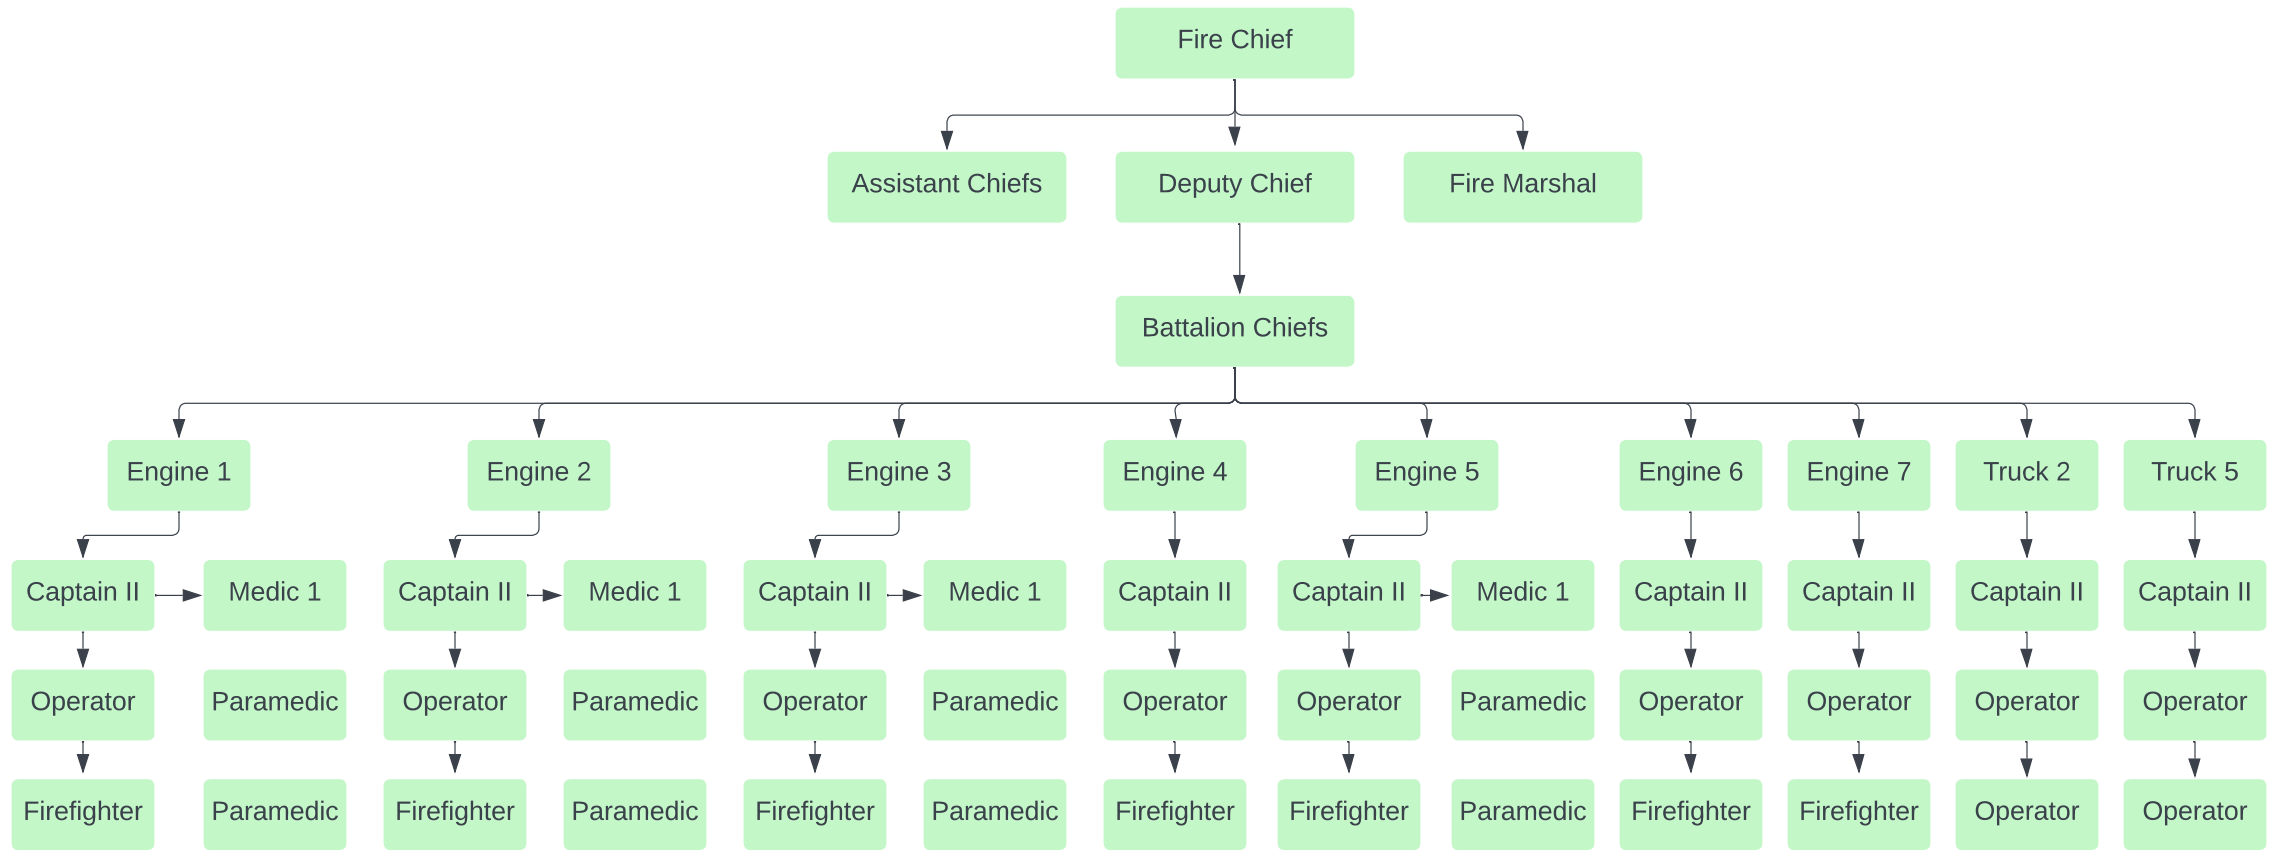 Fire Chief
Assistant Chiefs
Deputy Chief
Fire Marshal
Battalion Chiefs
Engine 1
Engine 2
Engine 3
Engine 4
Engine 5
Engine 6
Engine 7
Truck 2
Truck 5
Captain II
Medic 1
Captain II
Medic 1
Captain II
Medic 1
Captain II
Captain II
Medic 1
Captain II
Captain II
Captain II
Captain II
Operator
Paramedic
Operator
Paramedic
Operator
Paramedic
Operator
Operator
Paramedic
Operator
Operator
Operator
Operator
Firefighter
Paramedic
Firefighter
Paramedic
Firefighter
Paramedic
Firefighter
Firefighter
Paramedic
Firefighter
Firefighter
Operator
Operator